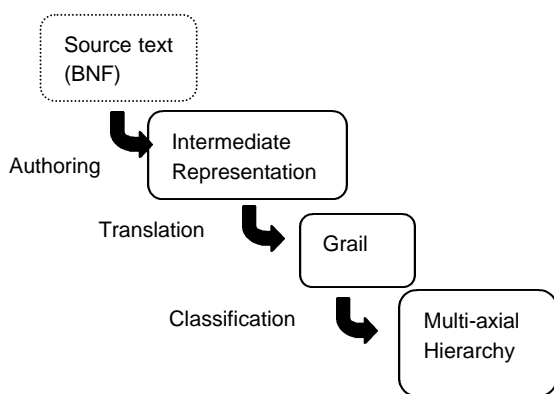 Source text
(BNF)
Authoring
Intermediate
Representation
Translation
Grail
Classification
Multi-axial
Hierarchy